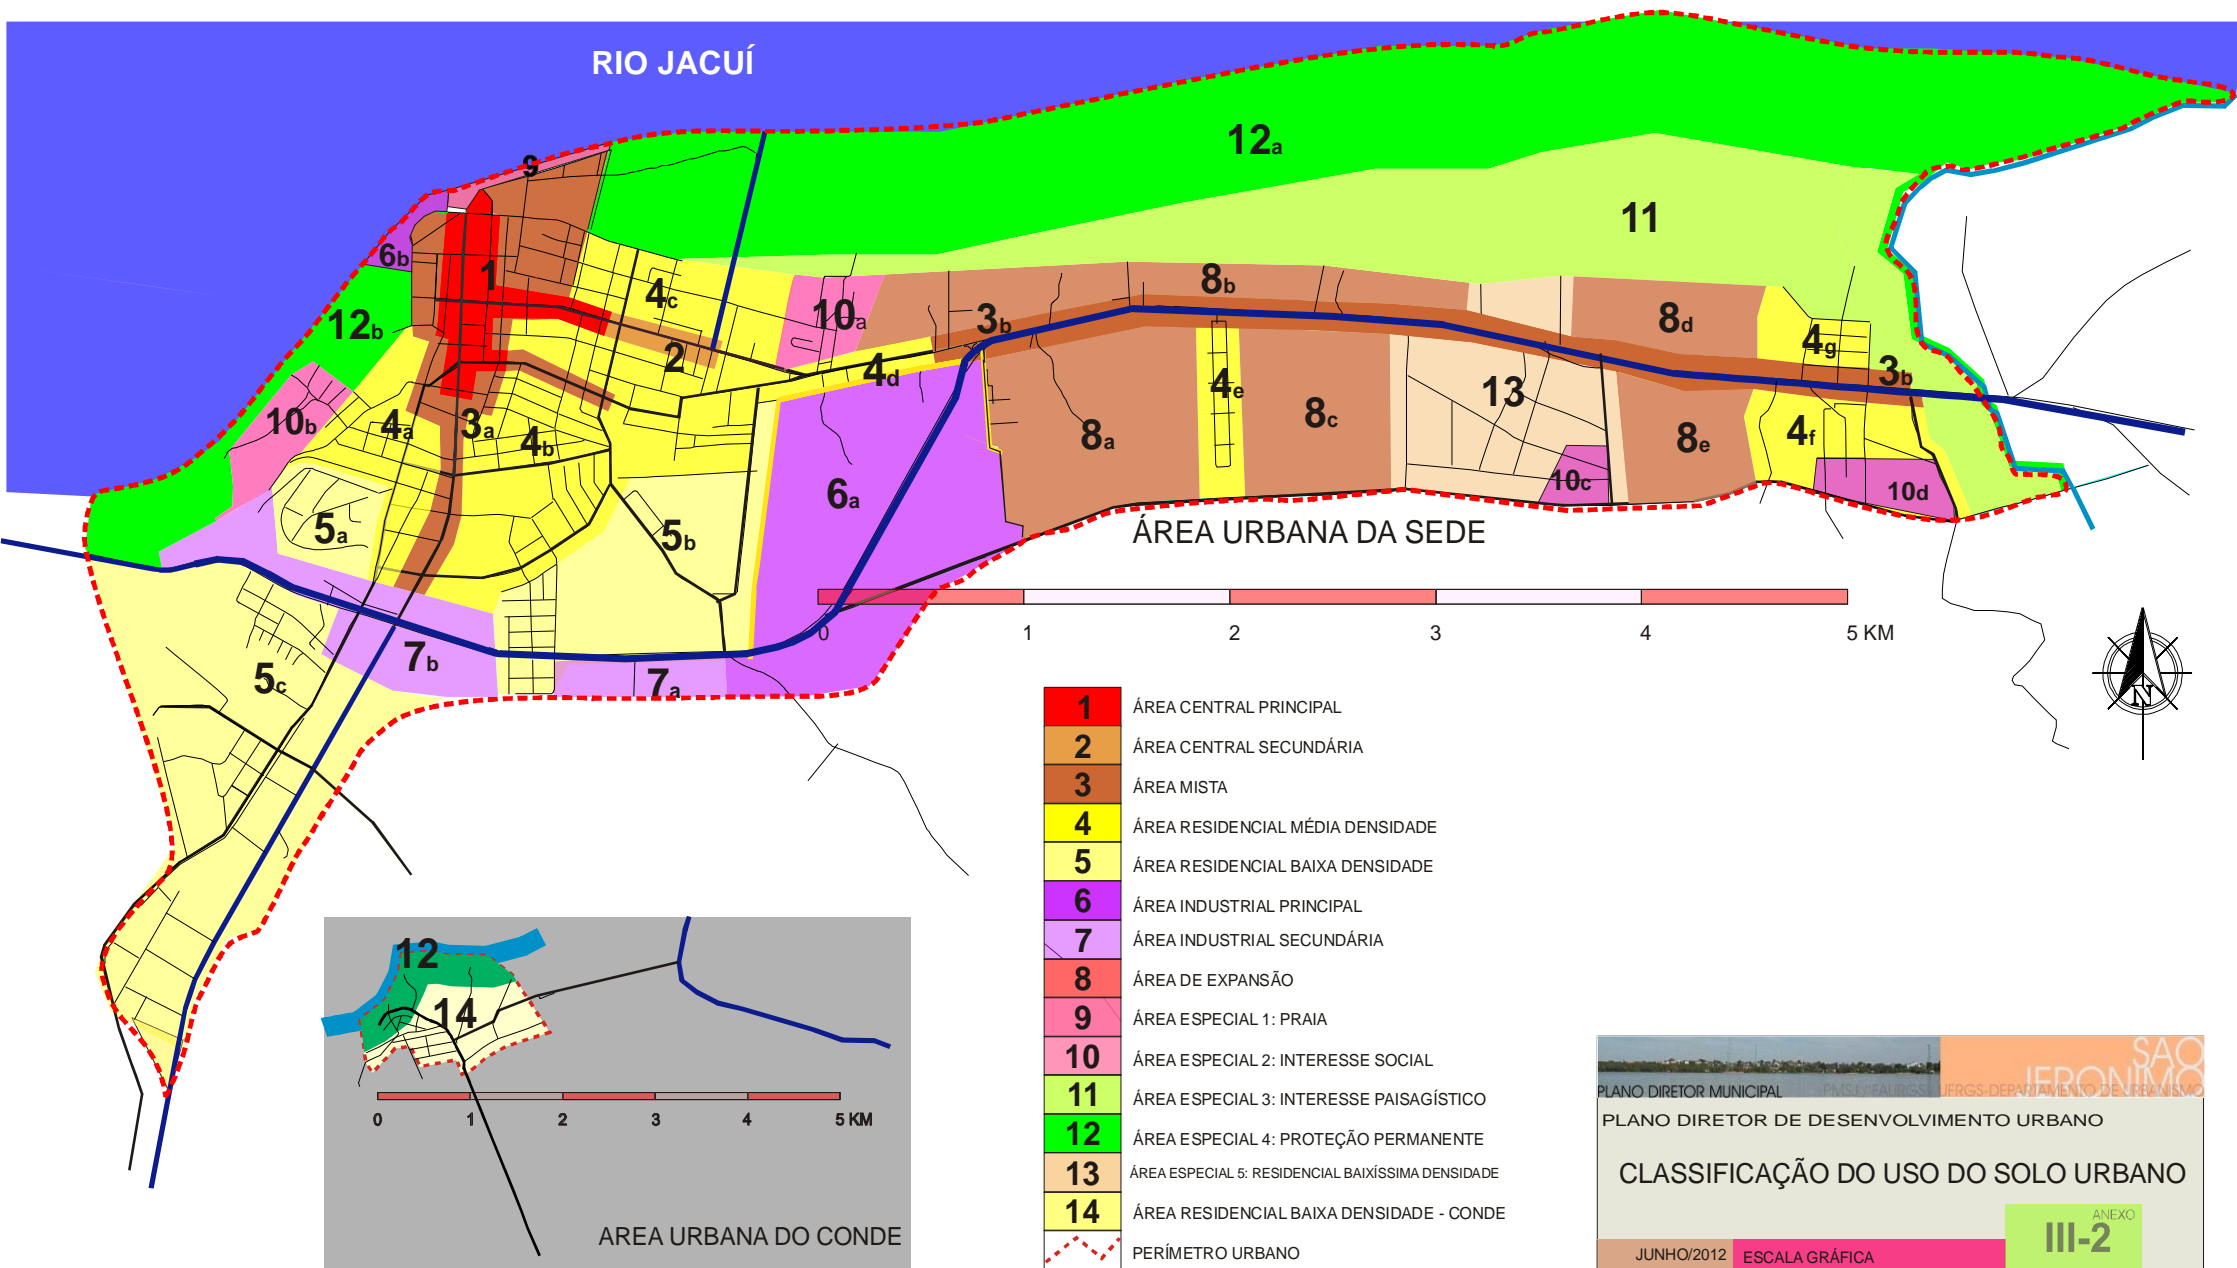 RIO JACUÍ
12a
9
11
6b
1
4c
8b
10a
3b
12b
8d
4g
2
3b
4d
4e
13
10b
4a
3a
4b
8a
8c
8e
4f
6a
10c
10d
5a
5b
ÁREA URBANA DA SEDE
0
1
2
3
4
5 KM
7b
5c
7a
N
1 ÁREA CENTRAL PRINCIPAL
2 ÁREA CENTRAL SECUNDÁRIA
3 ÁREA MISTA
4 ÁREA RESIDENCIAL MÉDIA DENSIDADE
5 ÁREA RESIDENCIAL BAIXA DENSIDADE
6 ÁREA INDUSTRIAL PRINCIPAL
7 ÁREA INDUSTRIAL SECUNDÁRIA
8 ÁREA DE EXPANSÃO
9 ÁREA ESPECIAL 1: PRAIA
10 ÁREA ESPECIAL 2: INTERESSE SOCIAL
11 ÁREA ESPECIAL 3: INTERESSE PAISAGÍSTICO
12 ÁREA ESPECIAL 4: PROTEÇÃO PERMANENTE
13 ÁREA ESPECIAL 5: RESIDENCIAL BAIXÍSSIMA DENSIDADE
14 ÁREA RESIDENCIAL BAIXA DENSIDADE - CONDE
PERÍMETRO URBANO
12
14
0 1 2 3 4 5 KM
AREA URBANA DO CONDE
SAO
JERONIMO
PLANO DIRETOR MUNICIPAL
UFRGS-DEPARTAMENTO DE URBANISMO
PLANO DIRETOR DE DESENVOLVIMENTO URBANO
CLASSIFICAÇÃO DO USO DO SOLO URBANO
ANEXO
III-2
JUNHO/2012 ESCALA GRÁFICA